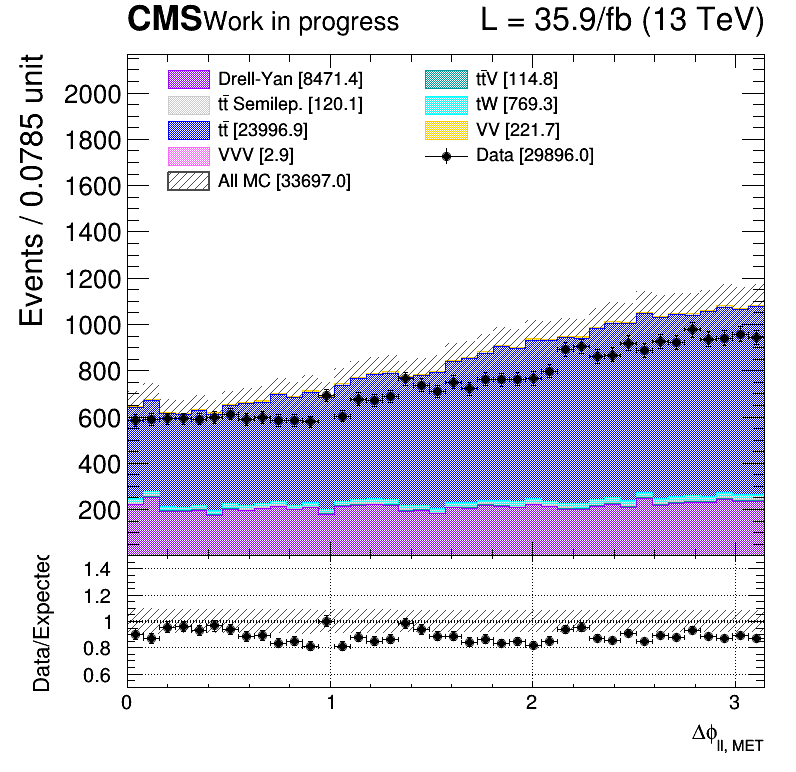 CMS Work in progress L = 35.9/fb (13 TeV)
Events / 0.0785 unit
2000
1800
1600
1400
1200
1000
800
600
400
200
Drell-Yan [8471.4]
tt̄ Semilep. [120.1]
tt̄ [23996.9]
VVV [2.9]
All MC [33697.0]
tt̄V [114.8]
tW [769.3]
VV [221.7]
Data [29896.0]
Data/Expected
1.4
1.2
1
0.8
0.6
0 1 2 3
Δϕ ll, MET